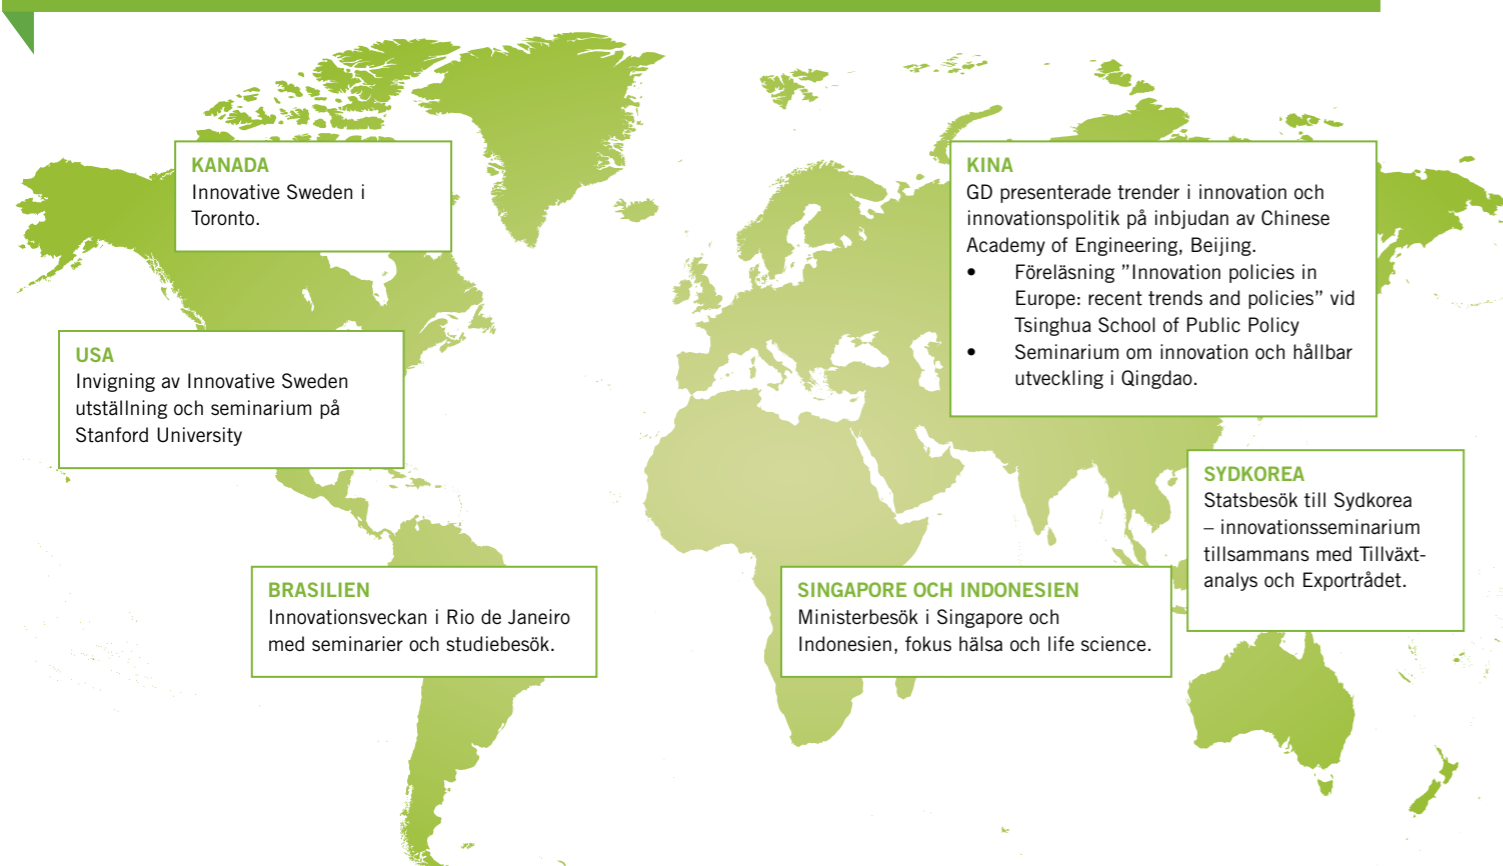 KANADA
Innovative Sweden i
Toronto.
KINA
GD presenterade trender i innovation och
innovationspolitik på inbjudan av Chinese
Academy of Engineering, Beijing.
• Föreläsning ”Innovation policies in
Europe: recent trends and policies” vid
Tsinghua School of Public Policy
• Seminarium om innovation och hållbar
utveckling i Qingdao.
USA
Invigning av Innovative Sweden
utställning och seminarium på
Stanford University
SYDKOREA
Statsbesök till Sydkorea
– innovationsseminarium
tillsammans med Tillväxt-
analys och Exportrådet.
BRASILIEN
Innovationsveckan i Rio de Janeiro
med seminarier och studiebesök.
SINGAPORE OCH INDONESIEN
Ministerbesök i Singapore och
Indonesien, fokus hälsa och life science.